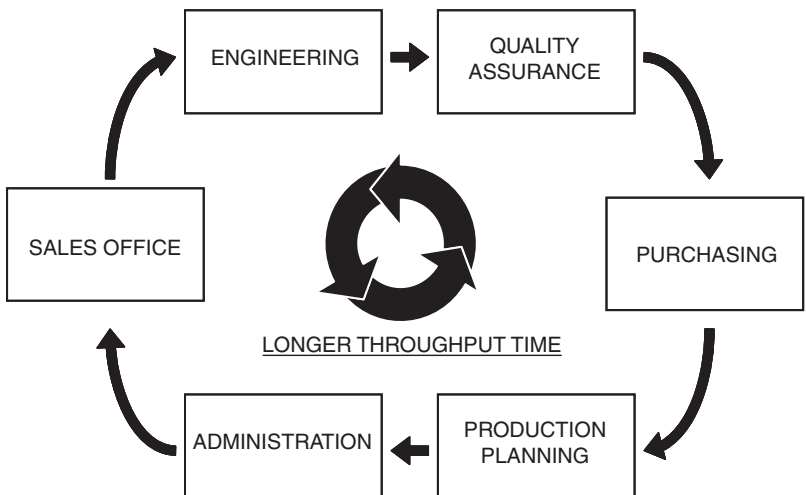 ENGINEERING
QUALITY
ASSURANCE
SALES OFFICE
PURCHASING
LONGER THROUGHPUT TIME
ADMINISTRATION
PRODUCTION
PLANNING